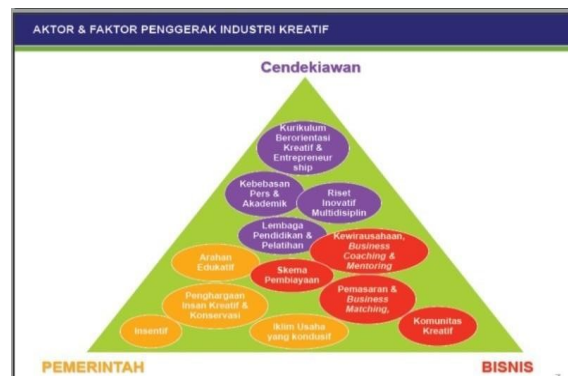 AKTOR & FAKTOR PENGGERAK INDUSTRI KREATIF
Cendekiawan
Kurikulum
Berorientasi
Kreatif &
Entrepreneur
ship
Kebebasan
Pers &
Akademik
Riset
Inovatif
Multidisiplin
Lembaga
Pendidikan &
Pelatihan
Kewirausahaan,
Business
Coaching &
Mentoring
Arahan
Edukatif
Skema
Pembiayaan
Penghargaan
Insan Kreatif &
Konservasi
Pemasaran &
Business
Matching,
Insentif
Iklim Usaha
yang kondusif
Komunitas
Kreatif
PEMERINTAH
BISNIS